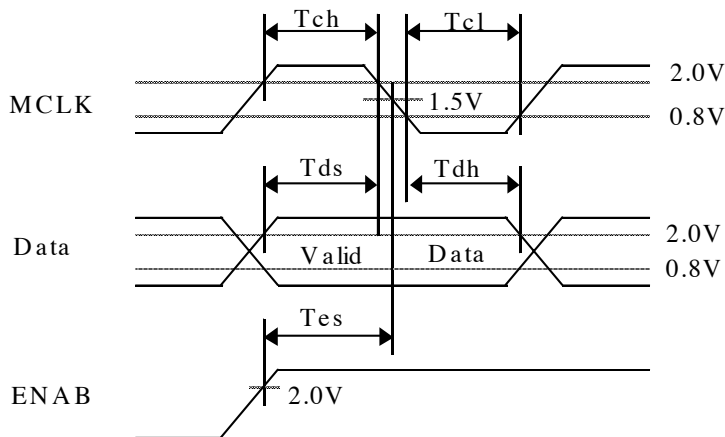 Tch Tcl
2.0V
MCLK 1.5V
0.8V
Tds Tdh
Data 2.0V
Valid Data
0.8V
Tes
ENAB 2.0V